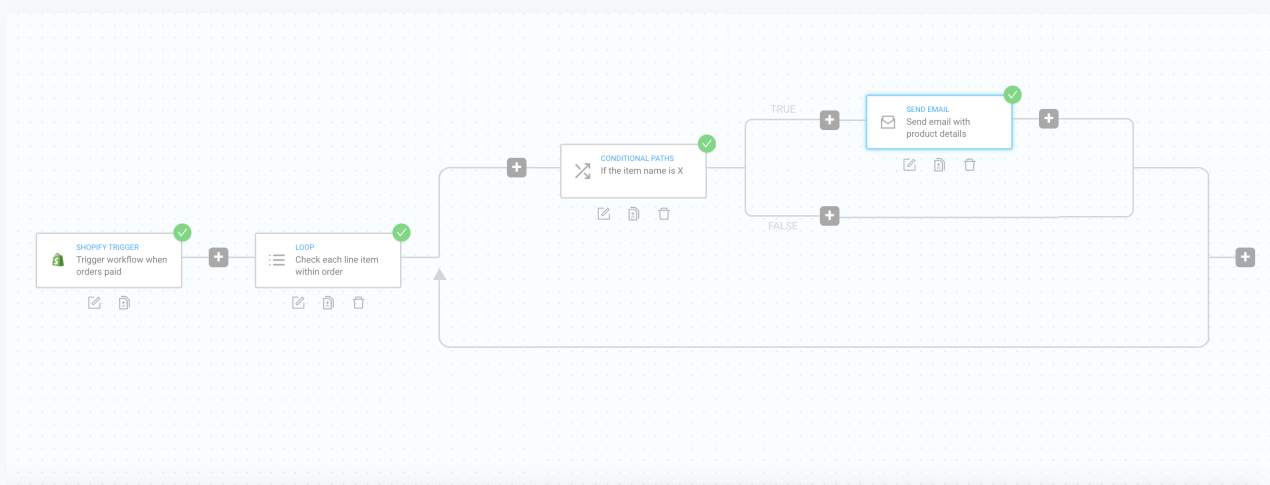 SHOPIFY TRIGGER
Trigger workflow when
orders paid
LOOP
Check each line item
within order
CONDITIONAL PATHS
If the item name is X
TRUE
FALSE
SEND EMAIL
Send email with
product details